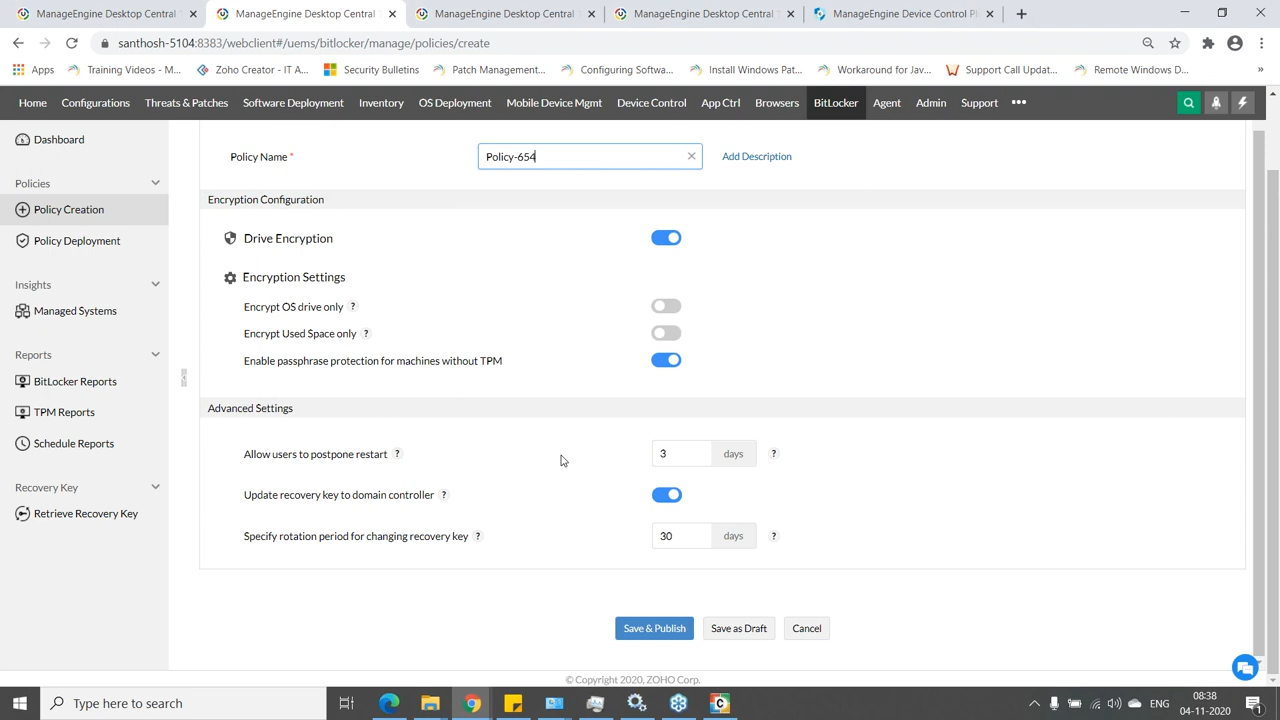 ManageEngine Desktop Central
ManageEngine Desktop Central
ManageEngine Desktop Central
ManageEngine Desktop Central
ManageEngine Device Control Pl
santhosh-5104:8383/webclient#/uems/bitlocker/manage/policies/create
Apps Training Videos - M... Zoho Creator - IT A... Security Bulletins Patch Management... Configuring Softwa... Install Windows Pat... Workaround for Jav... Support Call Updat... Remote Windows D... »
Home Configurations Threats & Patches Software Deployment Inventory OS Deployment Mobile Device Mgmt Device Control App Ctrl Browsers BitLocker Agent Admin Support •••
Dashboard
Policies
Policy Creation
Policy Deployment
Insights
Managed Systems
Reports
BitLocker Reports
TPM Reports
Schedule Reports
Recovery Key
Retrieve Recovery Key
Policy Name * Policy-654 Add Description
Encryption Configuration
Drive Encryption
Encryption Settings
Encrypt OS drive only ?
Encrypt Used Space only ?
Enable passphrase protection for machines without TPM
Advanced Settings
Allow users to postpone restart ? 3 days ?
Update recovery key to domain controller ?
Specify rotation period for changing recovery key ? 30 days ?
Save & Publish Save as Draft Cancel
© Copyright 2020, ZOHO Corp.
Type here to search
ENG
08:38
04-11-2020
1